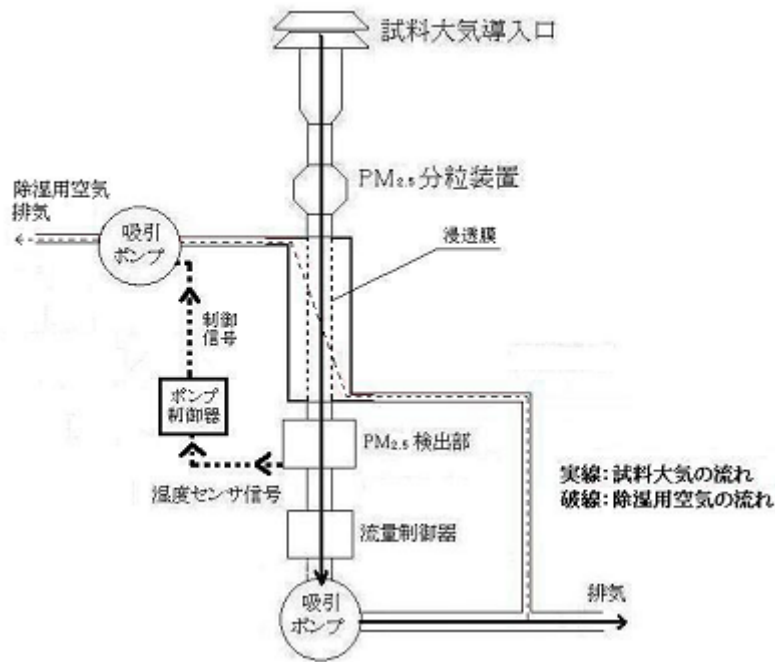 試料大気導入口
PM2.5分粒装置
除湿用空気
排気
吸引
ポンプ
浸透膜
制御
信号
ポンプ
制御器
PM2.5検出部
湿度センサ信号
実線：試料大気の流れ
破線：除湿用空気の流れ
流量制御器
排気
吸引
ポンプ